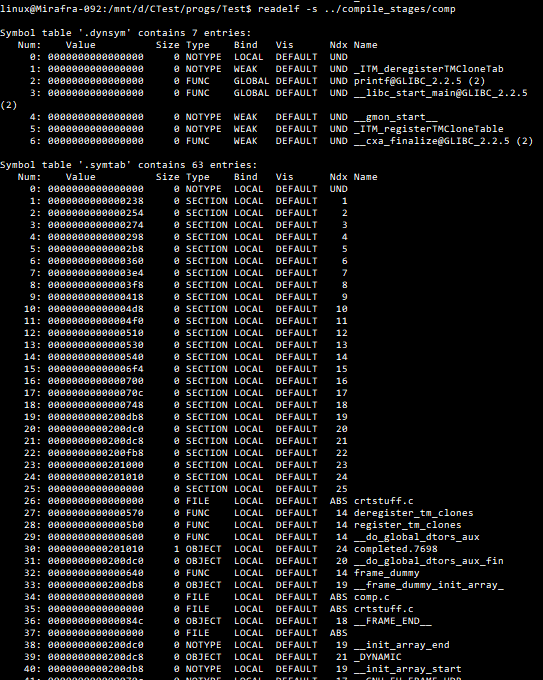 linux@Mirafra-092:/mnt/d/CTest/progs/Test$ readelf -s ../compile_stages/comp
Symbol table '.dynsym' contains 7 entries:
Num: Value Size Type Bind Vis Ndx Name
0: 0000000000000000 0 NOTYPE LOCAL DEFAULT UND
1: 0000000000000000 0 NOTYPE WEAK DEFAULT UND _ITM_deregisterTMCloneTab
2: 0000000000000000 0 FUNC GLOBAL DEFAULT UND printf@GLIBC_2.2.5 (2)
3: 0000000000000000 0 FUNC GLOBAL DEFAULT UND __libc_start_main@GLIBC_2.2.5
(2)
4: 0000000000000000 0 NOTYPE WEAK DEFAULT UND __gmon_start__
5: 0000000000000000 0 NOTYPE WEAK DEFAULT UND _ITM_registerTMCloneTable
6: 0000000000000000 0 FUNC WEAK DEFAULT UND __cxa_finalize@GLIBC_2.2.5 (2)
Symbol table '.symtab' contains 63 entries:
Num: Value Size Type Bind Vis Ndx Name
0: 0000000000000000 0 NOTYPE LOCAL DEFAULT UND
1: 0000000000000238 0 SECTION LOCAL DEFAULT 1
2: 0000000000000254 0 SECTION LOCAL DEFAULT 2
3: 0000000000000274 0 SECTION LOCAL DEFAULT 3
4: 0000000000000298 0 SECTION LOCAL DEFAULT 4
5: 00000000000002b8 0 SECTION LOCAL DEFAULT 5
6: 0000000000000360 0 SECTION LOCAL DEFAULT 6
7: 00000000000003e4 0 SECTION LOCAL DEFAULT 7
8: 00000000000003f8 0 SECTION LOCAL DEFAULT 8
9: 0000000000000418 0 SECTION LOCAL DEFAULT 9
10: 00000000000004d8 0 SECTION LOCAL DEFAULT 10
11: 00000000000004f0 0 SECTION LOCAL DEFAULT 11
12: 0000000000000510 0 SECTION LOCAL DEFAULT 12
13: 0000000000000530 0 SECTION LOCAL DEFAULT 13
14: 0000000000000540 0 SECTION LOCAL DEFAULT 14
15: 00000000000006f4 0 SECTION LOCAL DEFAULT 15
16: 0000000000000700 0 SECTION LOCAL DEFAULT 16
17: 000000000000070c 0 SECTION LOCAL DEFAULT 17
18: 0000000000000748 0 SECTION LOCAL DEFAULT 18
19: 0000000000200db8 0 SECTION LOCAL DEFAULT 19
20: 0000000000200dc0 0 SECTION LOCAL DEFAULT 20
21: 0000000000200dc8 0 SECTION LOCAL DEFAULT 21
22: 0000000000200fb8 0 SECTION LOCAL DEFAULT 22
23: 0000000000201000 0 SECTION LOCAL DEFAULT 23
24: 0000000000201010 0 SECTION LOCAL DEFAULT 24
25: 0000000000000000 0 SECTION LOCAL DEFAULT 25
26: 0000000000000000 0 FILE LOCAL DEFAULT ABS crtstuff.c
27: 0000000000000570 0 FUNC LOCAL DEFAULT 14 deregister_tm_clones
28: 00000000000005b0 0 FUNC LOCAL DEFAULT 14 register_tm_clones
29: 0000000000000600 0 FUNC LOCAL DEFAULT 14 __do_global_dtors_aux
30: 0000000000201010 1 OBJECT LOCAL DEFAULT 24 completed.7698
31: 0000000000200dc0 0 OBJECT LOCAL DEFAULT 20 __do_global_dtors_aux_fin
32: 0000000000000640 0 FUNC LOCAL DEFAULT 14 frame_dummy
33: 0000000000200db8 0 OBJECT LOCAL DEFAULT 19 __frame_dummy_init_array_
34: 0000000000000000 0 FILE LOCAL DEFAULT ABS comp.c
35: 0000000000000000 0 FILE LOCAL DEFAULT ABS crtstuff.c
36: 000000000000084c 0 OBJECT LOCAL DEFAULT 18 __FRAME_END__
37: 0000000000000000 0 FILE LOCAL DEFAULT ABS
38: 0000000000200dc0 0 NOTYPE LOCAL DEFAULT 19 __init_array_end
39: 0000000000200dc8 0 OBJECT LOCAL DEFAULT 21 _DYNAMIC
40: 0000000000200db8 0 NOTYPE LOCAL DEFAULT 19 __init_array_start